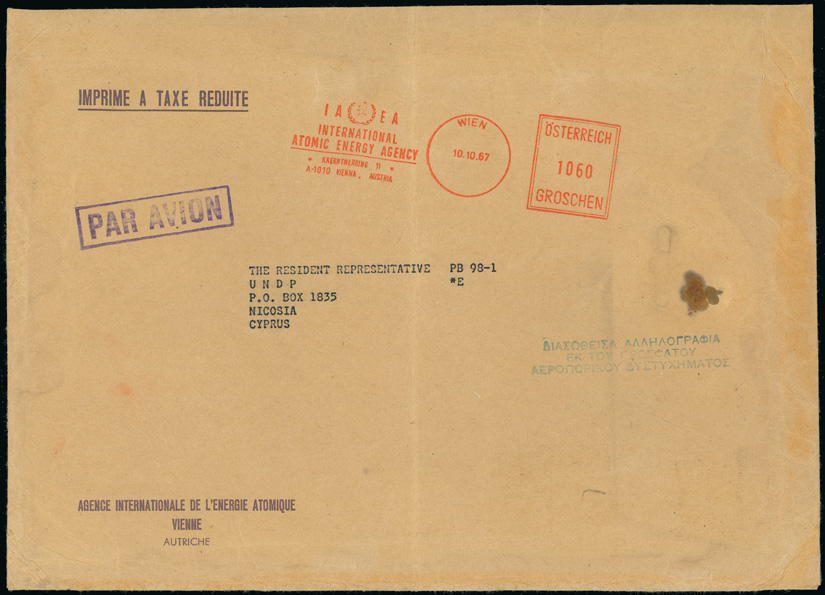 IMPRIME A TAXE REDUITE
I A E A
INTERNATIONAL
ATOMIC ENERGY AGENCY
* KAERNTNERRING 11 *
A-1010 VIENNA, AUSTRIA
WIEN
10.10.67
ÖSTERREICH
1060
GROSCHEN
PAR AVION
THE RESIDENT REPRESENTATIVE PB 98-1
U N D P *E
P.O. BOX 1835
NICOSIA
CYPRUS
ΔΙΑΣΩΘΕΙΣΑ ΑΛΛΗΛΟΓΡΑΦΙΑ
ΕΚ ΤΟΥ ΠΡΟΣΦΑΤΟΥ
ΑΕΡΟΠΟΡΙΚΟΥ ΔΥΣΤΥΧΗΜΑΤΟΣ
AGENCE INTERNATIONALE DE L'ENERGIE ATOMIQUE
VIENNE
AUTRICHE